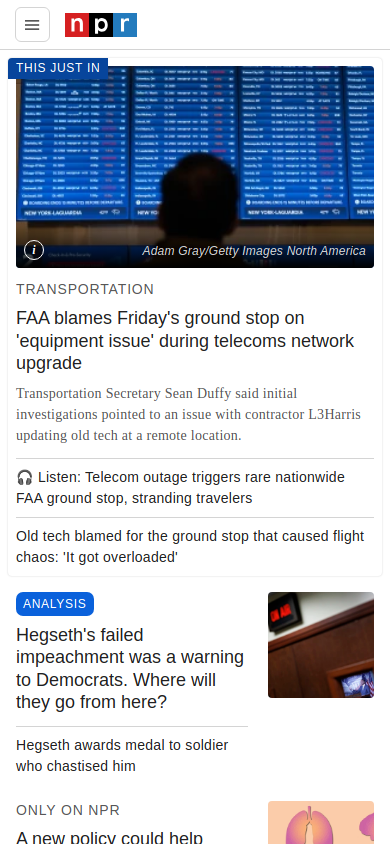 npr
THIS JUST IN
NEW YORK-LAGUARDIA
Adam Gray/Getty Images North America
TRANSPORTATION
FAA blames Friday's ground stop on
'equipment issue' during telecoms network
upgrade
Transportation Secretary Sean Duffy said initial
investigations pointed to an issue with contractor L3Harris
updating old tech at a remote location.
🎧 Listen: Telecom outage triggers rare nationwide
FAA ground stop, stranding travelers
Old tech blamed for the ground stop that caused flight
chaos: 'It got overloaded'
ANALYSIS
Hegseth's failed
impeachment was a warning
to Democrats. Where will
they go from here?
Hegseth awards medal to soldier
who chastised him
ONLY ON NPR
A new policy could help